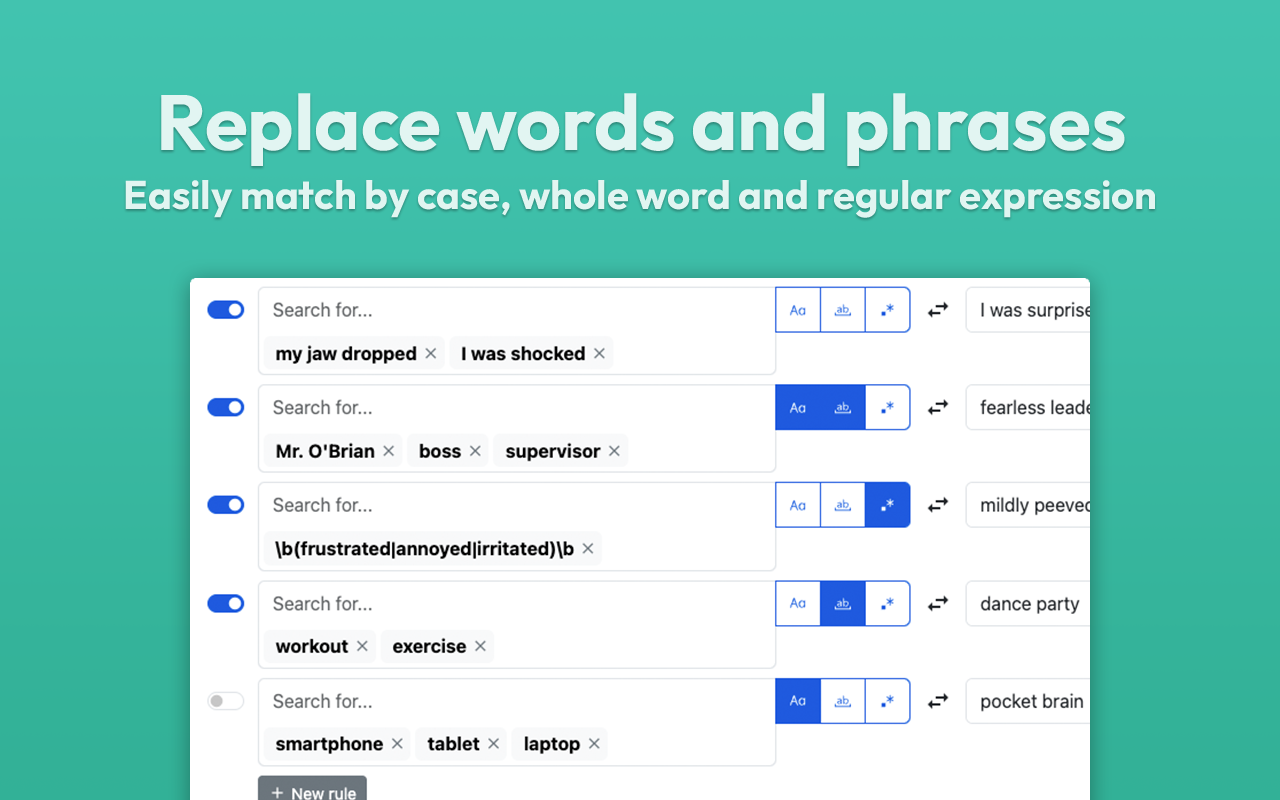 Replace words and phrases
Easily match by case, whole word and regular expression
Search for... Aa ab .* I was surprise
my jaw dropped × I was shocked ×
Search for... Aa ab .* fearless leade
Mr. O'Brian × boss × supervisor ×
Search for... Aa ab .* mildly peeved
\b(frustrated|annoyed|irritated)\b ×
Search for... Aa ab .* dance party
workout × exercise ×
Search for... Aa ab .* pocket brain
smartphone × tablet × laptop ×
+ New rule